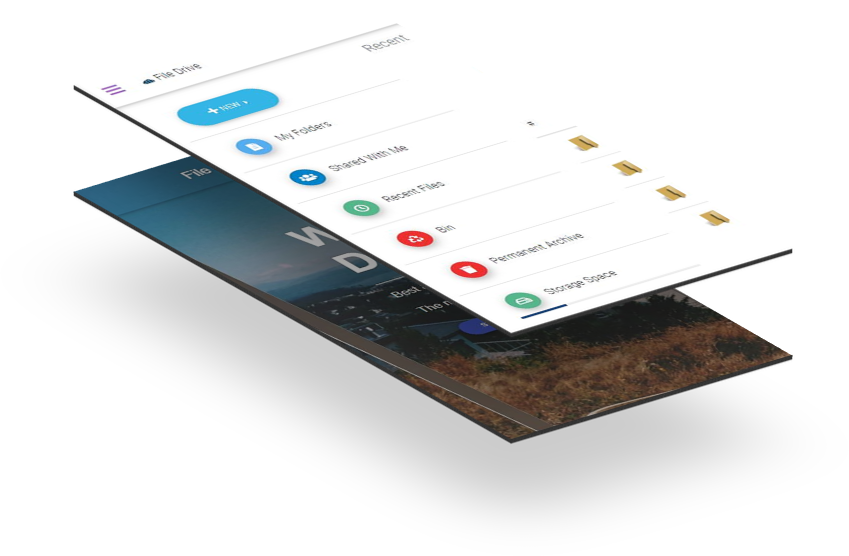 File Drive
Recent
+ NEW ›
My Folders
Shared With Me
Recent Files
Bin
Permanent Archive
Storage Space
#
File
W
D
Best
The